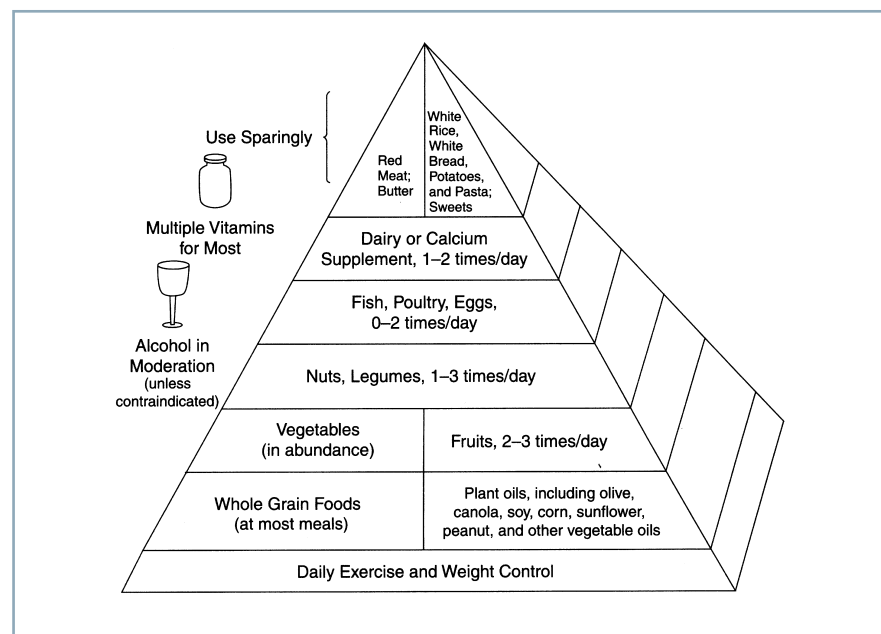 Use Sparingly
Multiple Vitamins
for Most
Alcohol in
Moderation
(unless
contraindicated)
Red
Meat;
Butter
White
Rice,
White
Bread,
Potatoes,
and Pasta;
Sweets
Dairy or Calcium
Supplement, 1–2 times/day
Fish, Poultry, Eggs,
0–2 times/day
Nuts, Legumes, 1–3 times/day
Vegetables
(in abundance)
Fruits, 2–3 times/day
Whole Grain Foods
(at most meals)
Plant oils, including olive,
canola, soy, corn, sunflower,
peanut, and other vegetable oils
Daily Exercise and Weight Control